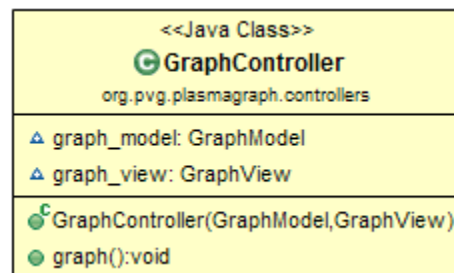 <<Java Class>>
GraphController
org.pvg.plasmagraph.controllers
graph_model: GraphModel
graph_view: GraphView
GraphController(GraphModel,GraphView)
graph():void